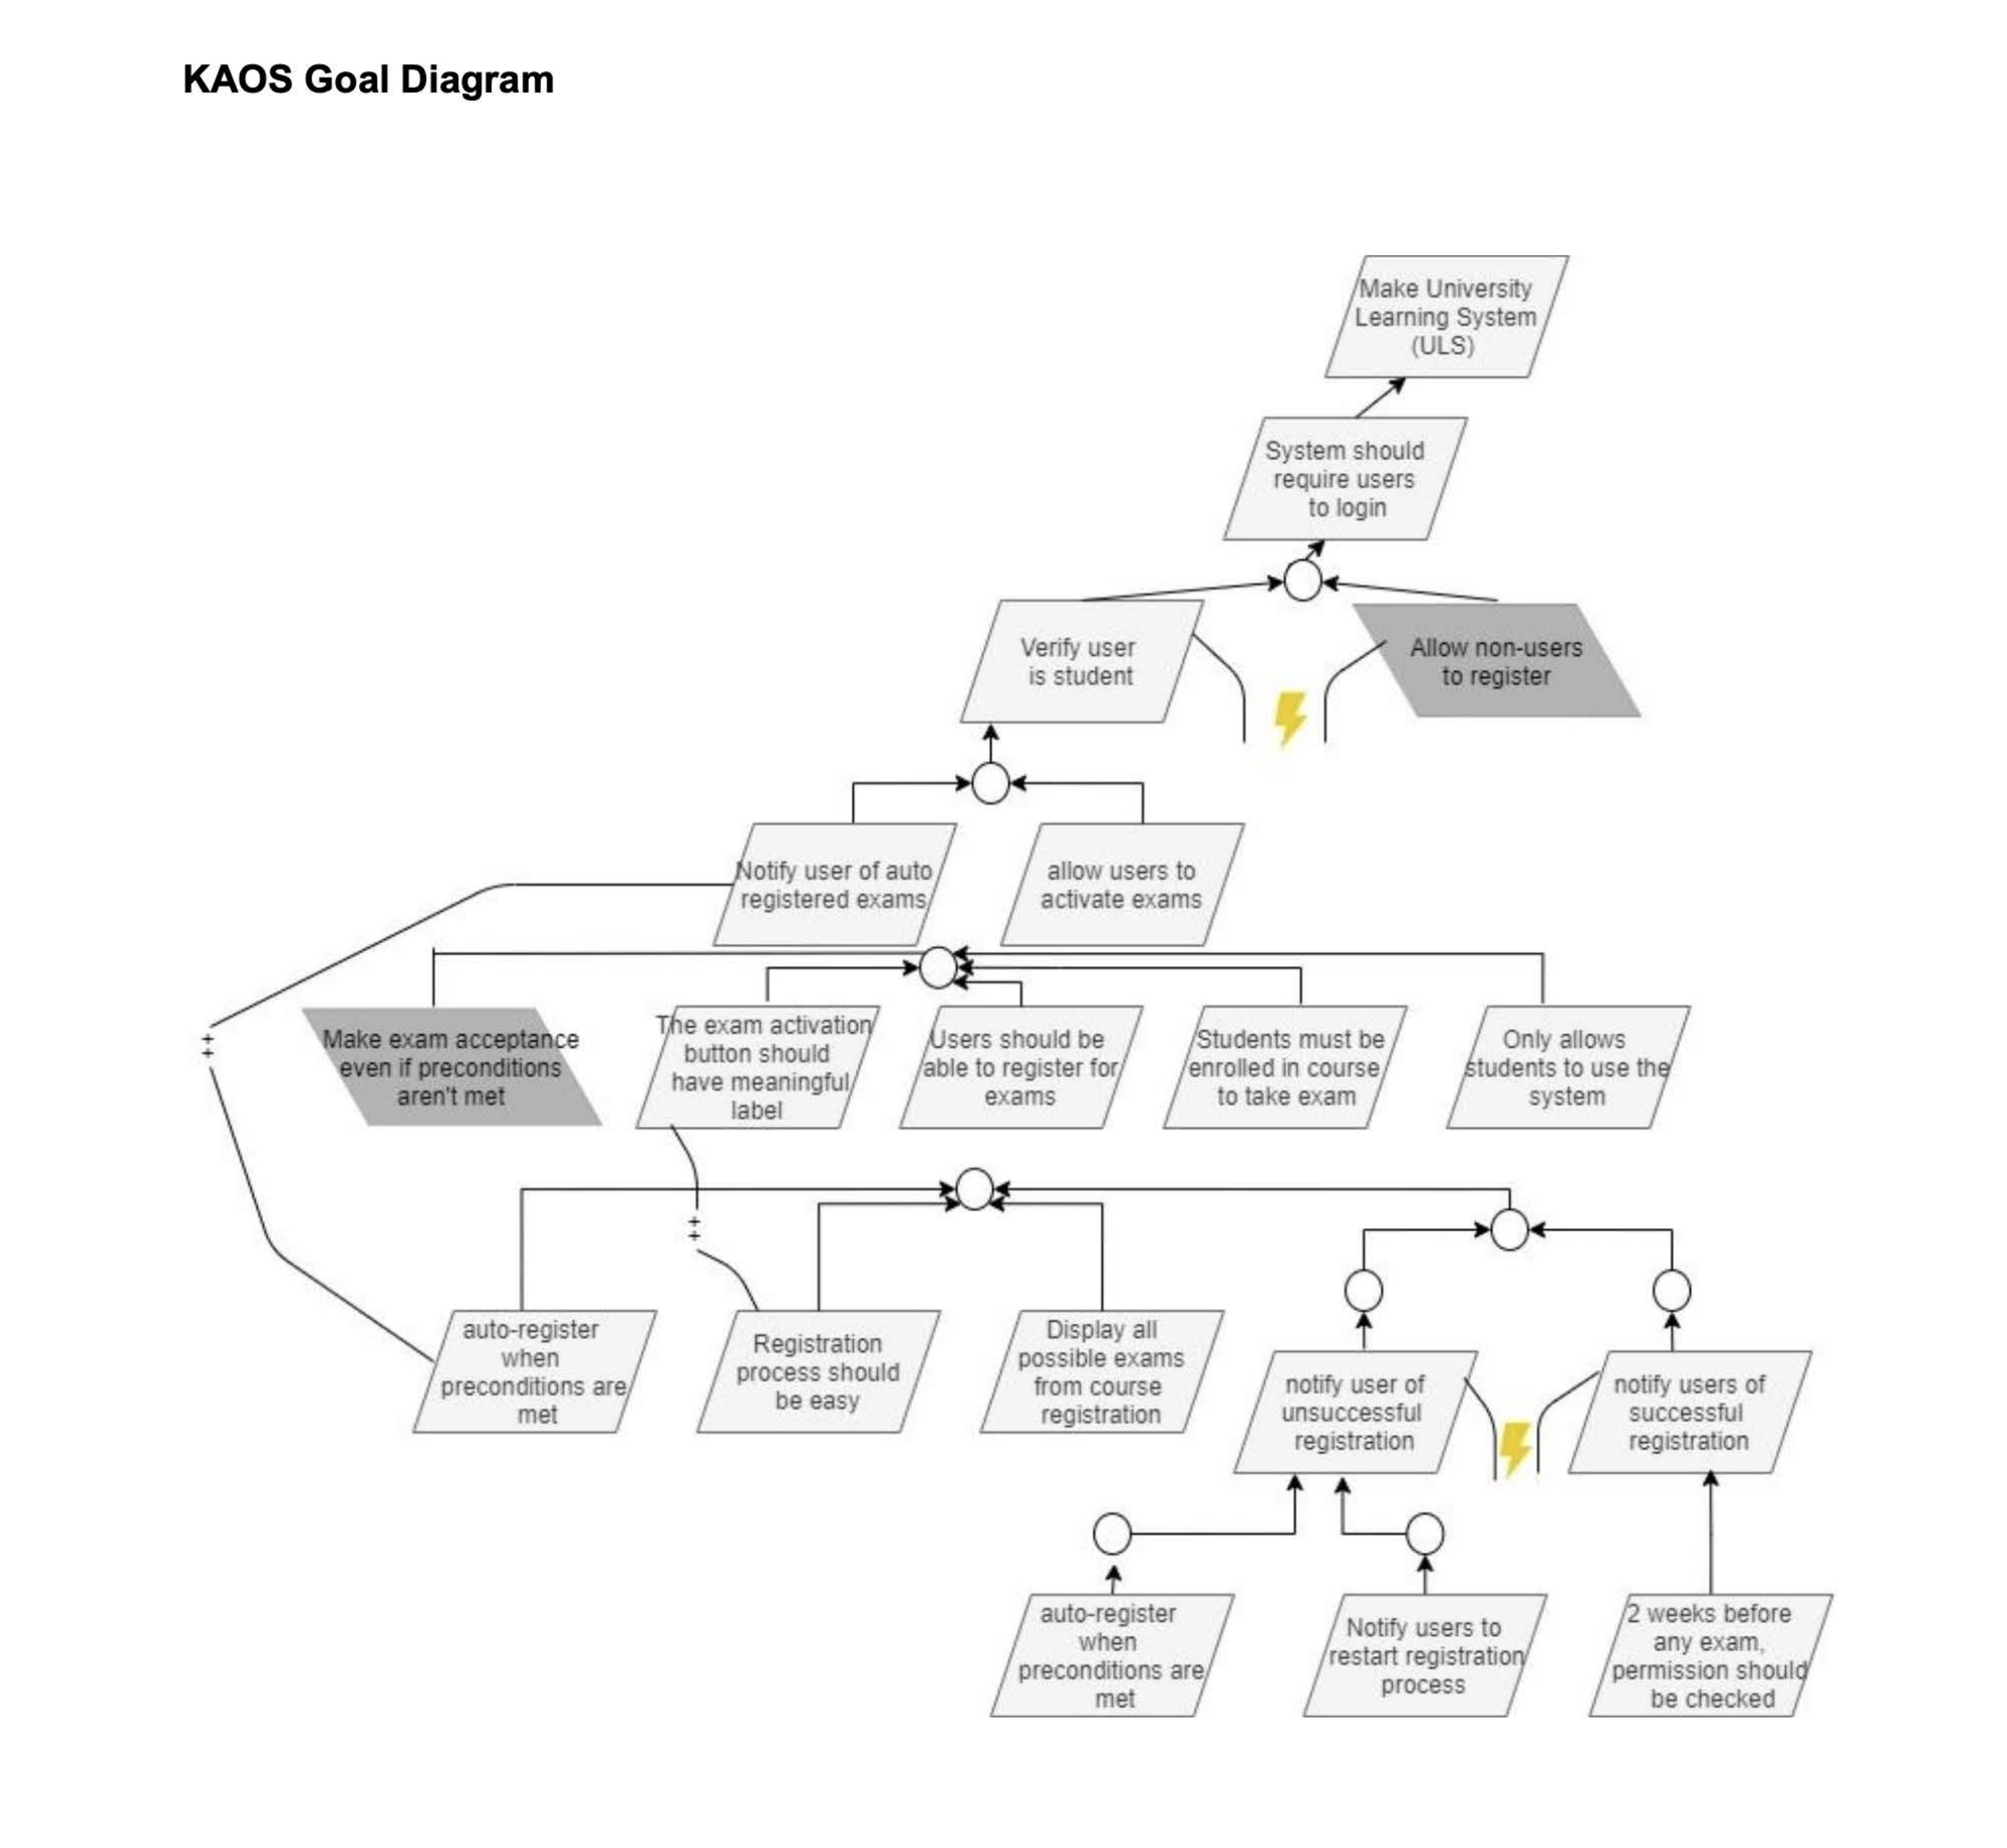 KAOS Goal Diagram
Make University
Learning System
(ULS)
System should
require users
to login
Verify user
is student
Allow non-users
to register
Notify user of auto
registered exams
allow users to
activate exams
Make exam acceptance
even if preconditions
aren't met
The exam activation
button should
have meaningful
label
Users should be
able to register for
exams
Students must be
enrolled in course
to take exam
Only allows
students to use the
system
+
+
+
+
auto-register
when
preconditions are
met
Registration
process should
be easy
Display all
possible exams
from course
registration
notify user of
unsuccessful
registration
notify users of
successful
registration
auto-register
when
preconditions are
met
Notify users to
restart registration
process
2 weeks before
any exam,
permission should
be checked